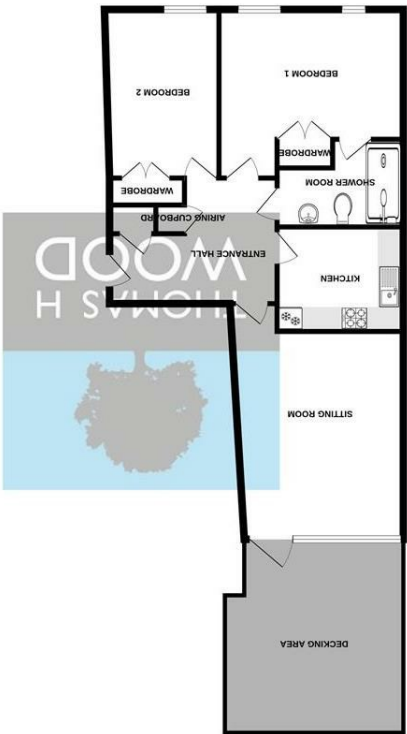 DECKING AREA
SITTING ROOM
THOMAS H
WOOD
KITCHEN
ENTRANCE HALL
AIRING CUPBOARD
SHOWER ROOM
WARDROBE
WARDROBE
BEDROOM 1
BEDROOM 2